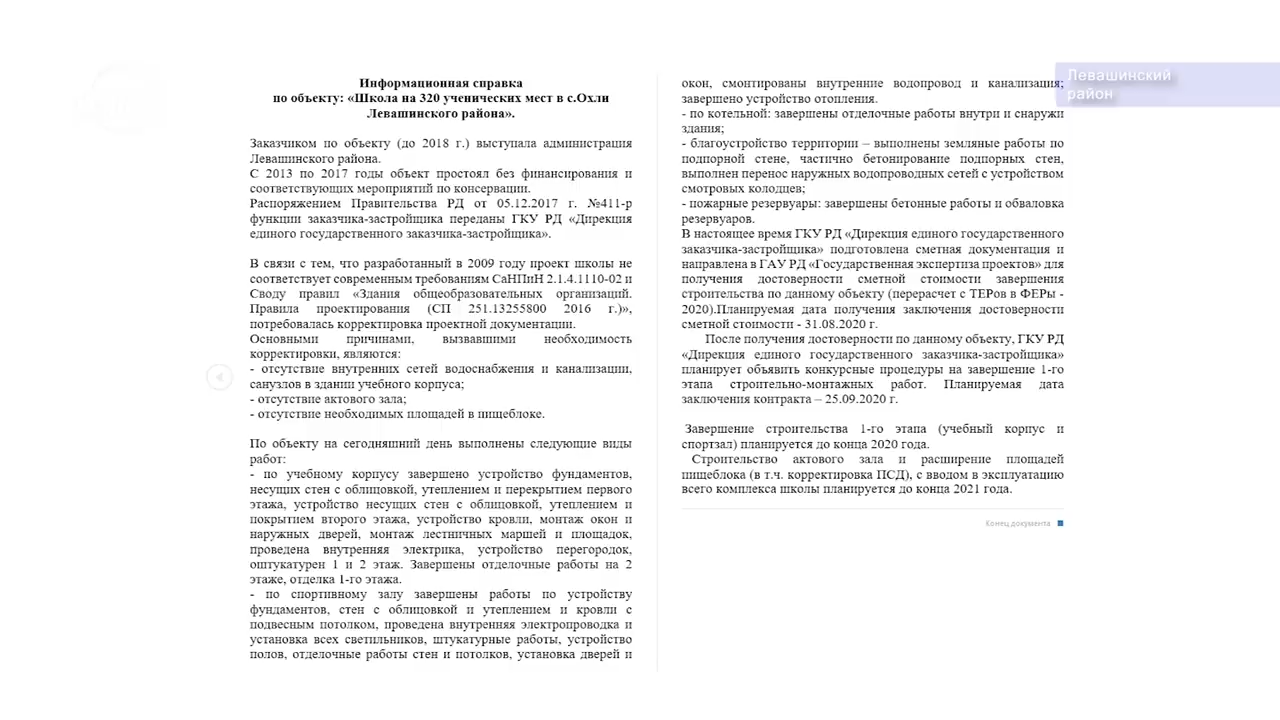 Информационная справка
по объекту: «Школа на 320 ученических мест в с.Охли
Левашинского района».
Заказчиком по объекту (до 2018 г.) выступала администрация
Левашинского района.
С 2013 по 2017 годы объект простоял без финансирования и
соответствующих мероприятий по консервации.
Распоряжением Правительства РД от 05.12.2017 г. №411-р
функции заказчика-застройщика переданы ГКУ РД «Дирекция
единого государственного заказчика-застройщика».
В связи с тем, что разработанный в 2009 году проект школы не
соответствует современным требованиям СаНПиН 2.1.4.1110-02 и
Своду правил «Здания общеобразовательных организаций.
Правила проектирования (СП 251.13255800 2016 г.)»,
потребовалась корректировка проектной документации.
Основными причинами, вызвавшими необходимость
корректировки, являются:
- отсутствие внутренних сетей водоснабжения и канализации,
санузлов в здании учебного корпуса;
- отсутствие актового зала;
- отсутствие необходимых площадей в пищеблоке.
По объекту на сегодняшний день выполнены следующие виды
работ:
- по учебному корпусу завершено устройство фундаментов,
несущих стен с облицовкой, утеплением и перекрытием первого
этажа, устройство несущих стен с облицовкой, утеплением и
покрытием второго этажа, устройство кровли, монтаж окон и
наружных дверей, монтаж лестничных маршей и площадок,
проведена внутренняя электрика, устройство перегородок,
оштукатурен 1 и 2 этаж. Завершены отделочные работы на 2
этаже, отделка 1-го этажа.
- по спортивному залу завершены работы по устройству
фундаментов, стен с облицовкой и утеплением и кровли с
подвесным потолком, проведена внутренняя электропроводка и
установка всех светильников, штукатурные работы, устройство
полов, отделочные работы стен и потолков, установка дверей и
окон, смонтированы внутренние водопровод и канализация;
завершено устройство отопления.
- по котельной: завершены отделочные работы внутри и снаружи
здания;
- благоустройство территории – выполнены земляные работы по
подпорной стене, частично бетонирование подпорных стен,
выполнен перенос наружных водопроводных сетей с устройством
смотровых колодцев;
- пожарные резервуары: завершены бетонные работы и обваловка
резервуаров.
В настоящее время ГКУ РД «Дирекция единого государственного
заказчика-застройщика» подготовлена сметная документация и
направлена в ГАУ РД «Государственная экспертиза проектов» для
получения достоверности сметной стоимости завершения
строительства по данному объекту (перерасчет с ТЕРов в ФЕРы -
2020).Планируемая дата получения заключения достоверности
сметной стоимости - 31.08.2020 г.
После получения достоверности по данному объекту, ГКУ РД
«Дирекция единого государственного заказчика-застройщика»
планирует объявить конкурсные процедуры на завершение 1-го
этапа строительно-монтажных работ. Планируемая дата
заключения контракта – 25.09.2020 г.
Завершение строительства 1-го этапа (учебный корпус и
спортзал) планируется до конца 2020 года.
Строительство актового зала и расширение площадей
пищеблока (в т.ч. корректировка ПСД), с вводом в эксплуатацию
всего комплекса школы планируется до конца 2021 года.
Конец документа
Левашинский
район